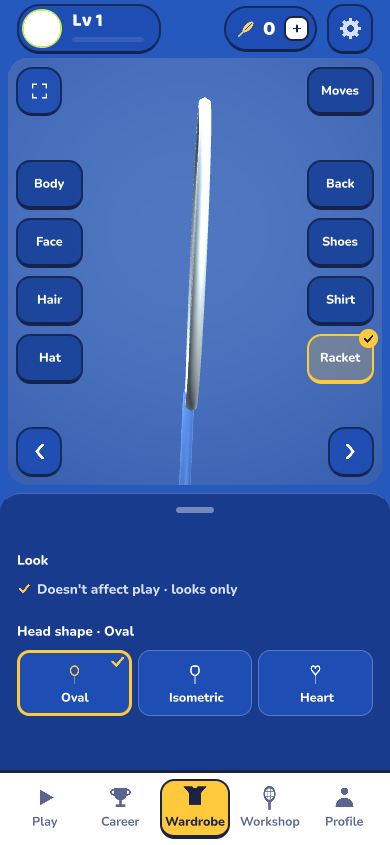 Lv 1
0
+
Moves
Body
Back
Face
Shoes
Hair
Shirt
Hat
Racket
Look
Doesn't affect play · looks only
Head shape · Oval
Oval
Isometric
Heart
Play
Career
Wardrobe
Workshop
Profile